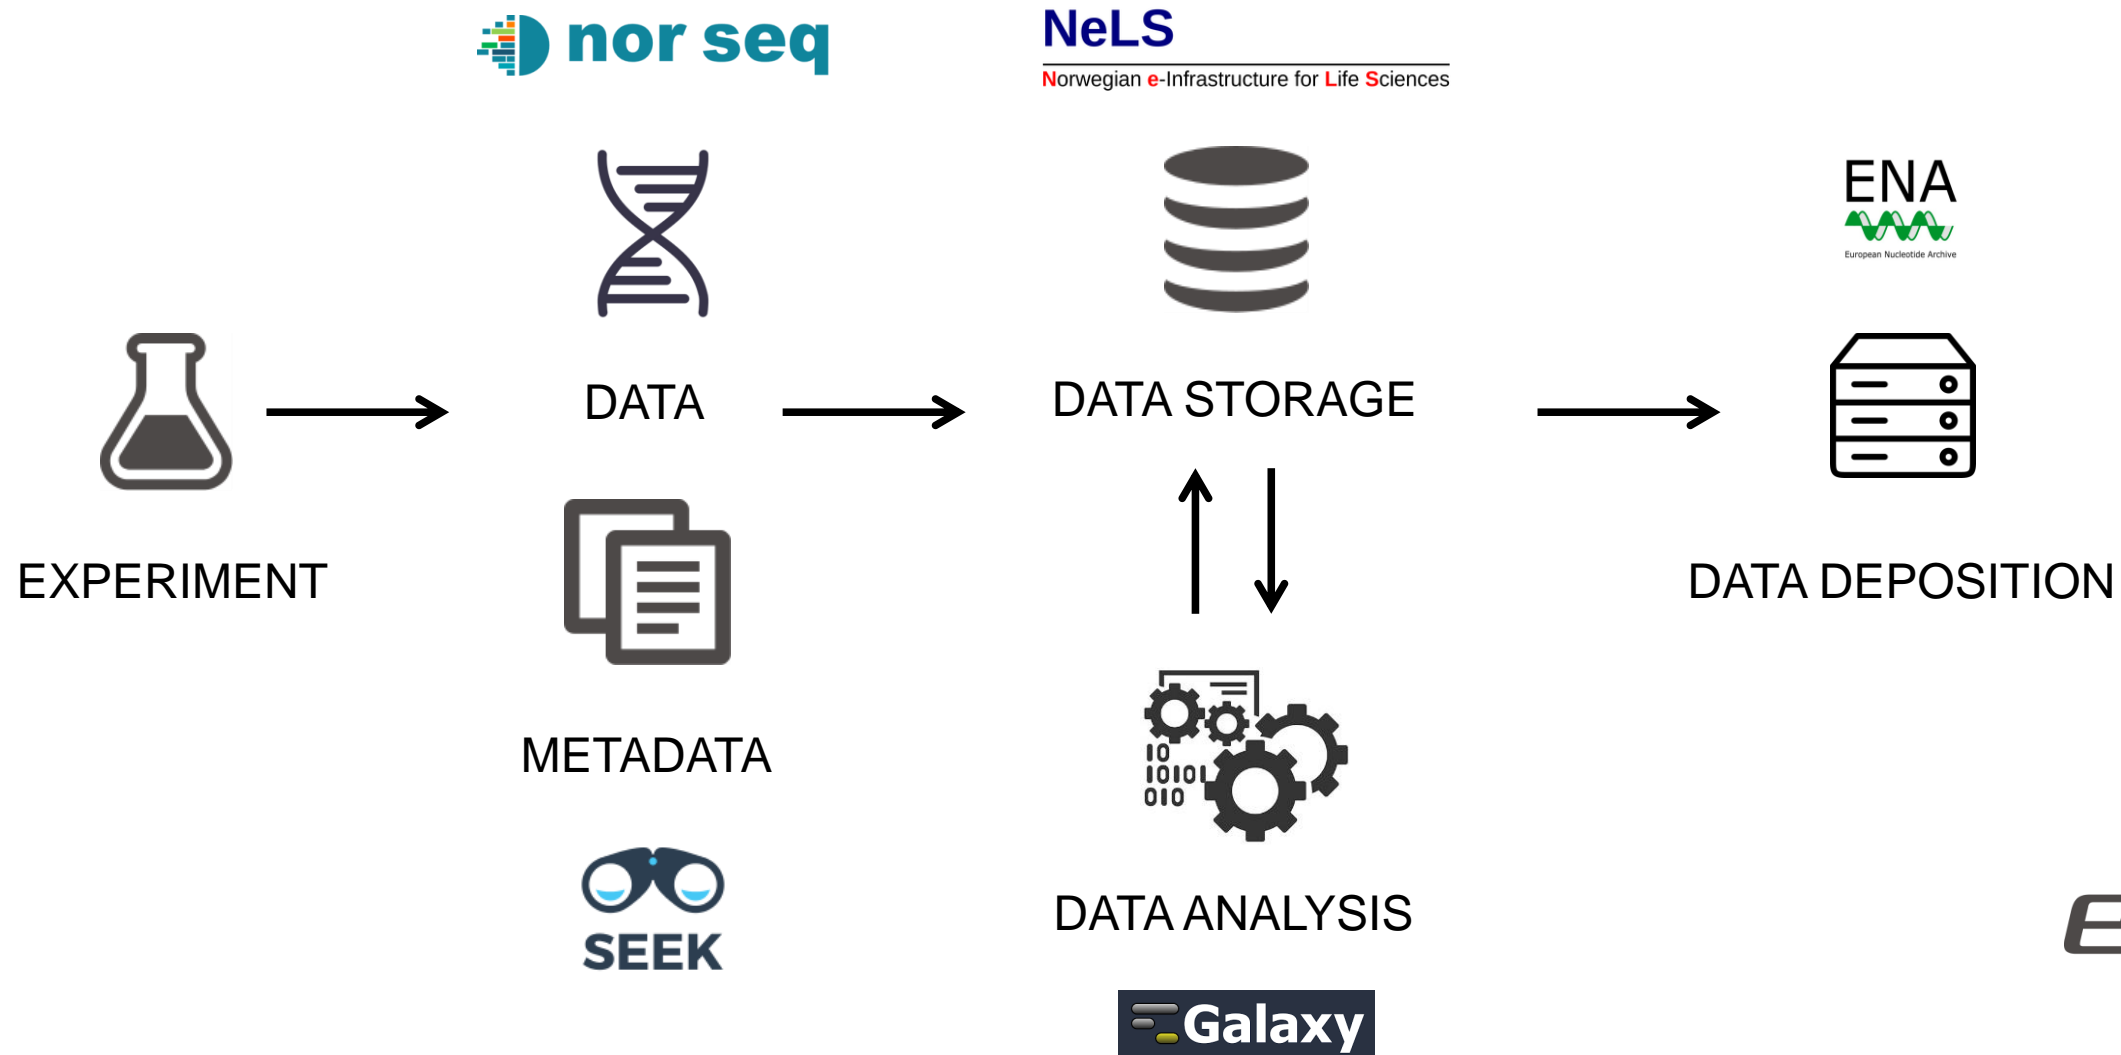 nor seq
NeLS
Norwegian e-Infrastructure for Life Sciences
ENA
European Nucleotide Archive
DATA
DATA STORAGE
EXPERIMENT
DATA DEPOSITION
METADATA
10
10101
010
DATA ANALYSIS
SEEK
Galaxy